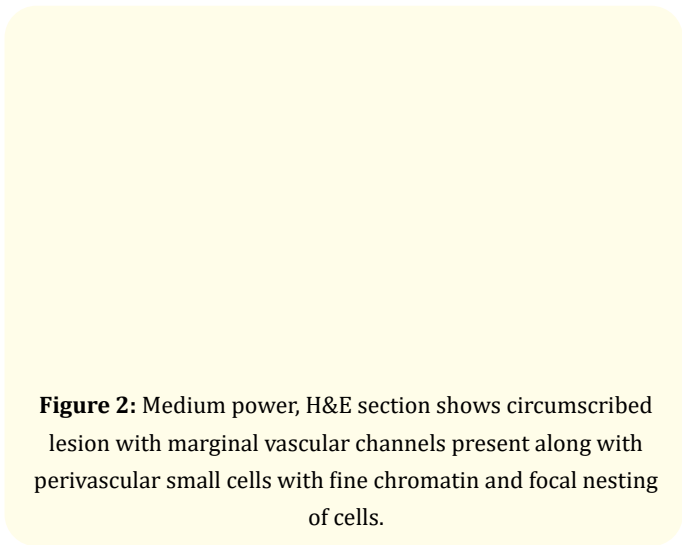 Figure 2: Medium power, H&E section shows circumscribed
lesion with marginal vascular channels present along with
perivascular small cells with fine chromatin and focal nesting
of cells.